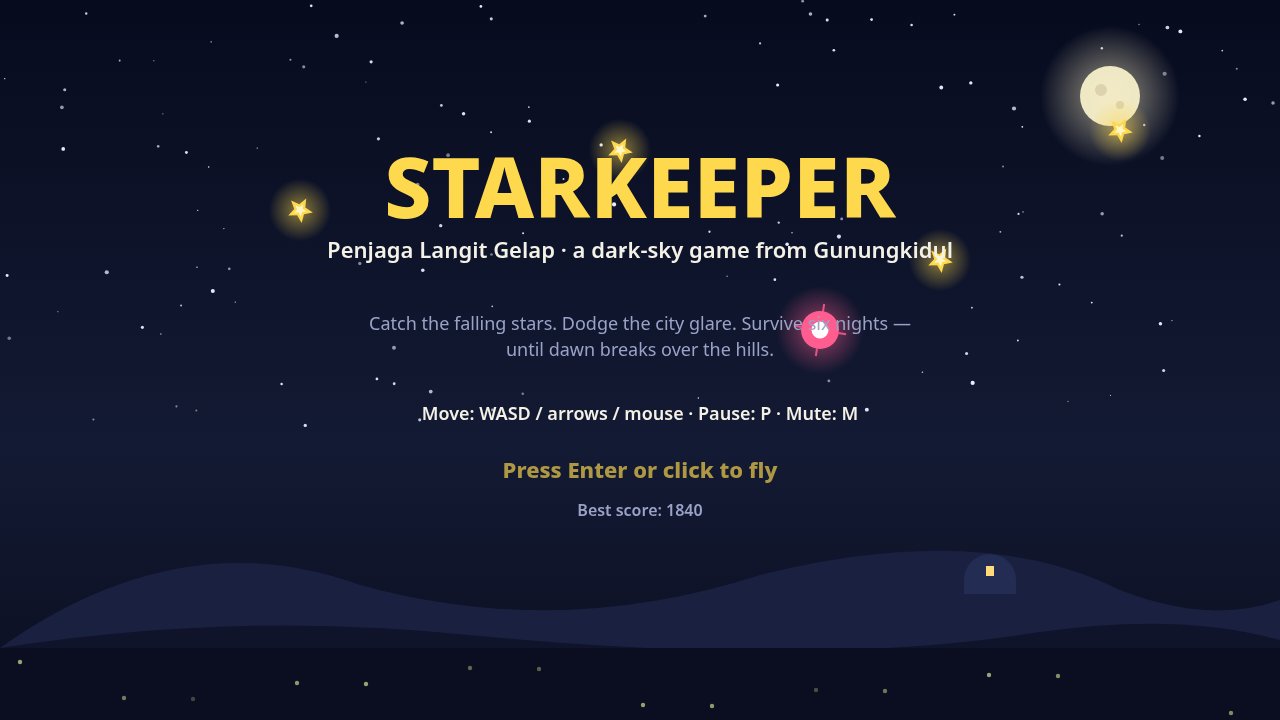 STARKEEPER
Penjaga Langit Gelap · a dark-sky game from Gunungkidul
Catch the falling stars. Dodge the city glare. Survive six nights —
until dawn breaks over the hills.
Move: WASD / arrows / mouse · Pause: P · Mute: M
Press Enter or click to fly
Best score: 1840